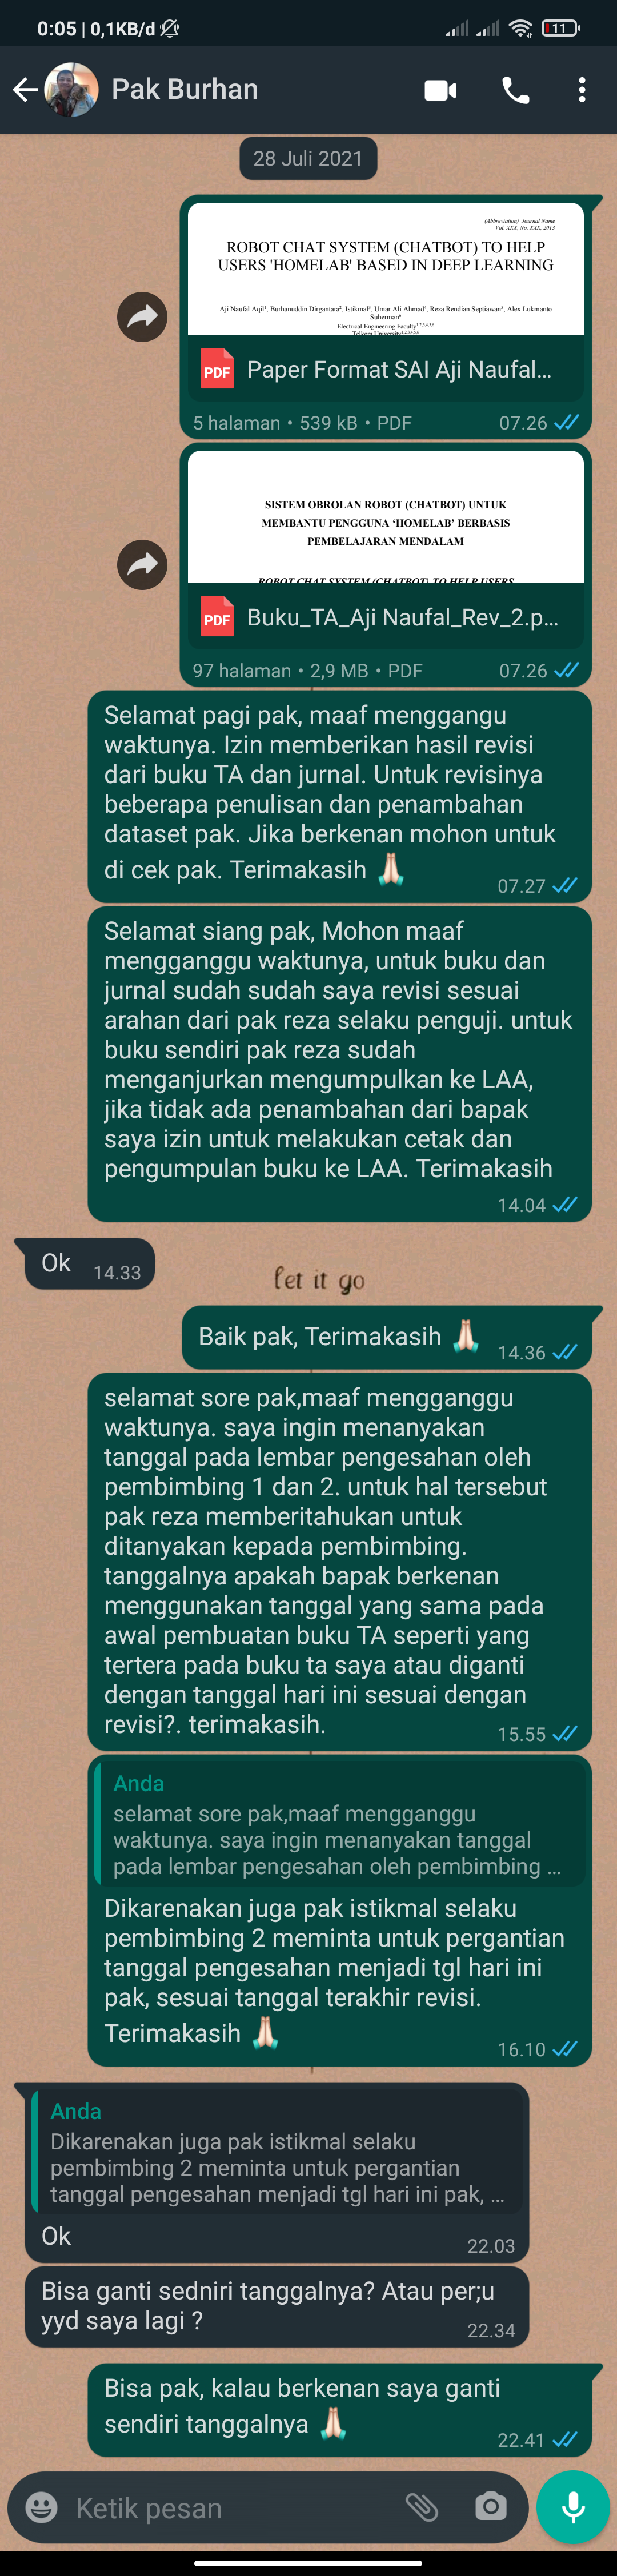 0:05 | 0,1KB/d
11
Pak Burhan
28 Juli 2021
(Abbreviation) Journal Name
Vol. XXX, No. XXX, 2013
ROBOT CHAT SYSTEM (CHATBOT) TO HELP
USERS 'HOMELAB' BASED IN DEEP LEARNING
Aji Naufal Aqil¹, Burhanuddin Dirgantara², Istikmal³, Umar Ali Ahmad⁴, Reza Rendian Septiawan⁵, Alex Lukmanto
Suherman⁶
Electrical Engineering Faculty¹,²,³,⁴,⁵,⁶
Telkom University¹,²,³,⁴,⁵,⁶
PDF
Paper Format SAI Aji Naufal...
5 halaman • 539 kB • PDF
07.26
SISTEM OBROLAN ROBOT (CHATBOT) UNTUK
MEMBANTU PENGGUNA ‘HOMELAB’ BERBASIS
PEMBELAJARAN MENDALAM
ROBOT CHAT SYSTEM (CHATBOT) TO HELP USERS
PDF
Buku_TA_Aji Naufal_Rev_2.p...
97 halaman • 2,9 MB • PDF
07.26
Selamat pagi pak, maaf menggangu
waktunya. Izin memberikan hasil revisi
dari buku TA dan jurnal. Untuk revisinya
beberapa penulisan dan penambahan
dataset pak. Jika berkenan mohon untuk
di cek pak. Terimakasih 🙏🏻
07.27
Selamat siang pak, Mohon maaf
mengganggu waktunya, untuk buku dan
jurnal sudah sudah saya revisi sesuai
arahan dari pak reza selaku penguji. untuk
buku sendiri pak reza sudah
menganjurkan mengumpulkan ke LAA,
jika tidak ada penambahan dari bapak
saya izin untuk melakukan cetak dan
pengumpulan buku ke LAA. Terimakasih
14.04
Ok
14.33
let it go
Baik pak, Terimakasih 🙏🏻
14.36
selamat sore pak,maaf mengganggu
waktunya. saya ingin menanyakan
tanggal pada lembar pengesahan oleh
pembimbing 1 dan 2. untuk hal tersebut
pak reza memberitahukan untuk
ditanyakan kepada pembimbing.
tanggalnya apakah bapak berkenan
menggunakan tanggal yang sama pada
awal pembuatan buku TA seperti yang
tertera pada buku ta saya atau diganti
dengan tanggal hari ini sesuai dengan
revisi?. terimakasih.
15.55
Anda
selamat sore pak,maaf mengganggu
waktunya. saya ingin menanyakan tanggal
pada lembar pengesahan oleh pembimbing ...
Dikarenakan juga pak istikmal selaku
pembimbing 2 meminta untuk pergantian
tanggal pengesahan menjadi tgl hari ini
pak, sesuai tanggal terakhir revisi.
Terimakasih 🙏🏻
16.10
Anda
Dikarenakan juga pak istikmal selaku
pembimbing 2 meminta untuk pergantian
tanggal pengesahan menjadi tgl hari ini pak, ...
Ok
22.03
Bisa ganti sedniri tanggalnya? Atau per;u
yyd saya lagi ?
22.34
Bisa pak, kalau berkenan saya ganti
sendiri tanggalnya 🙏🏻
22.41
Ketik pesan